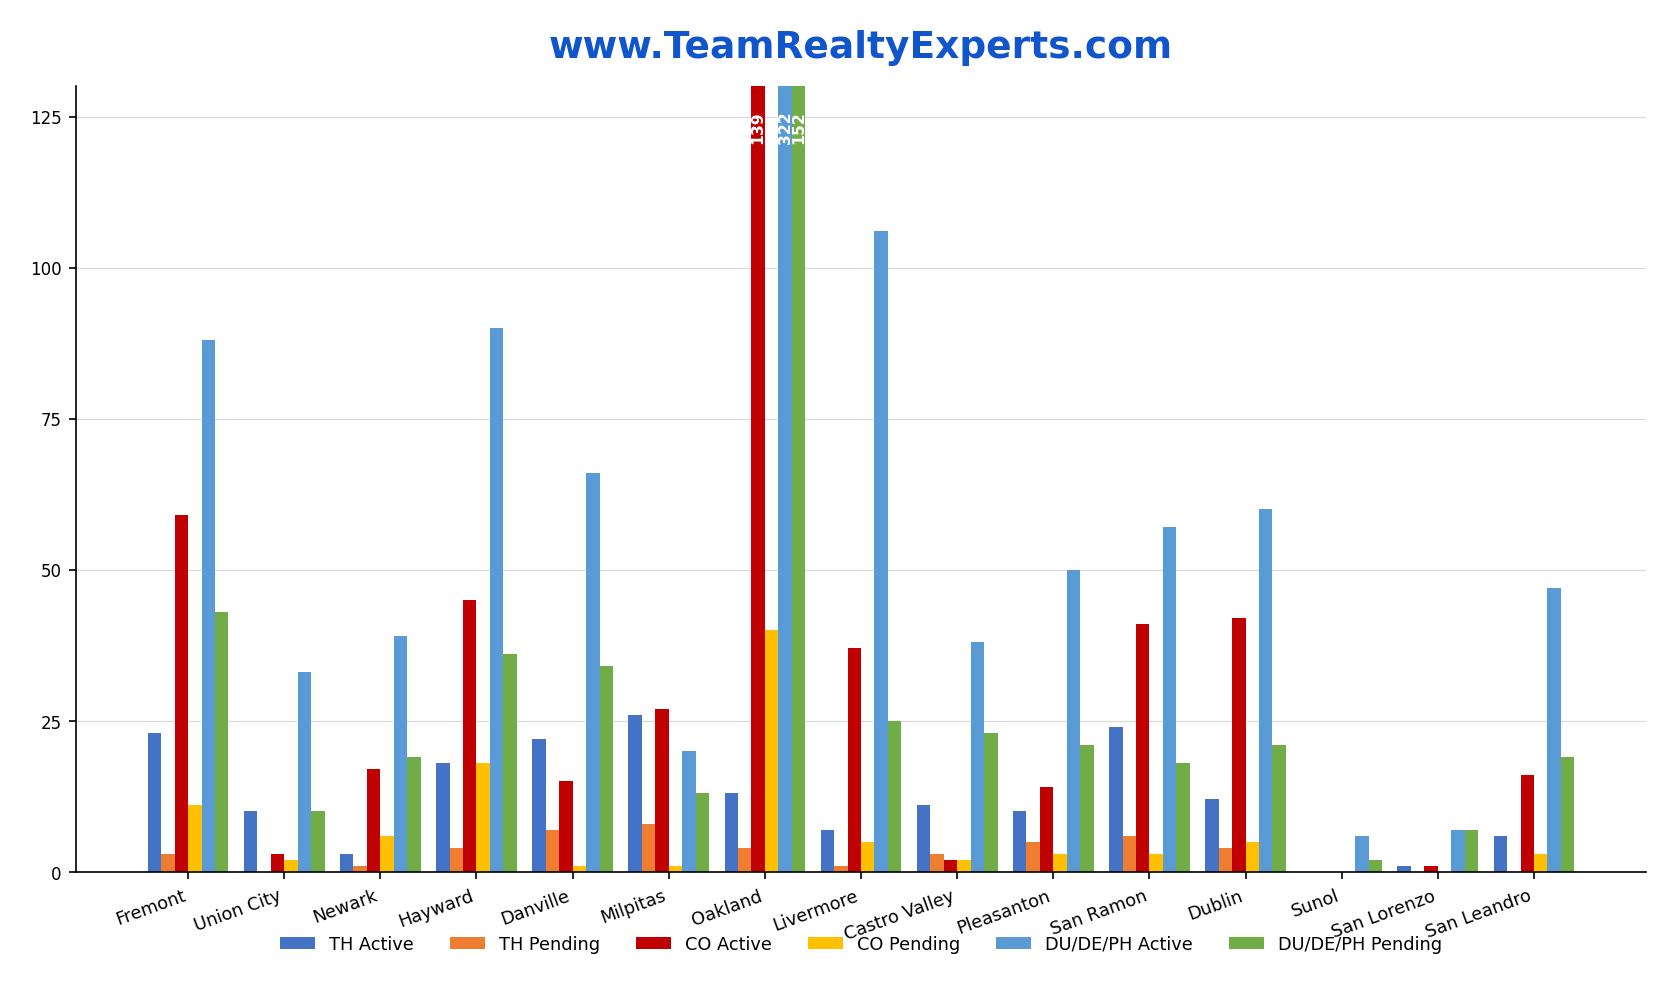 www.TeamRealtyExperts.com
125
100
75
50
25
0
139
322
152
Fremont
Union City
Newark
Hayward
Danville
Milpitas
Oakland
Livermore
Castro Valley
Pleasanton
San Ramon
Dublin
Sunol
San Lorenzo
San Leandro
TH Active TH Pending CO Active CO Pending DU/DE/PH Active DU/DE/PH Pending